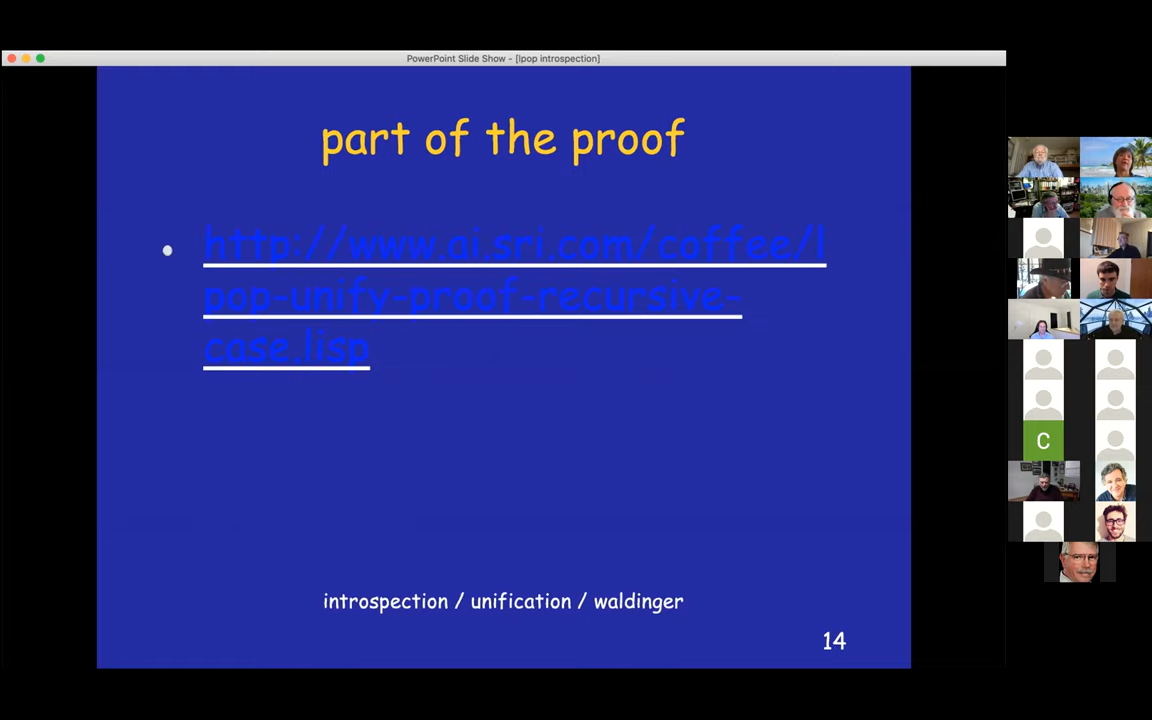 PowerPoint Slide Show - [lpop introspection]
part of the proof
http://www.ai.sri.com/coffee/l
pop-unify-proof-recursive-
case.lisp
C
introspection / unification / waldinger
14